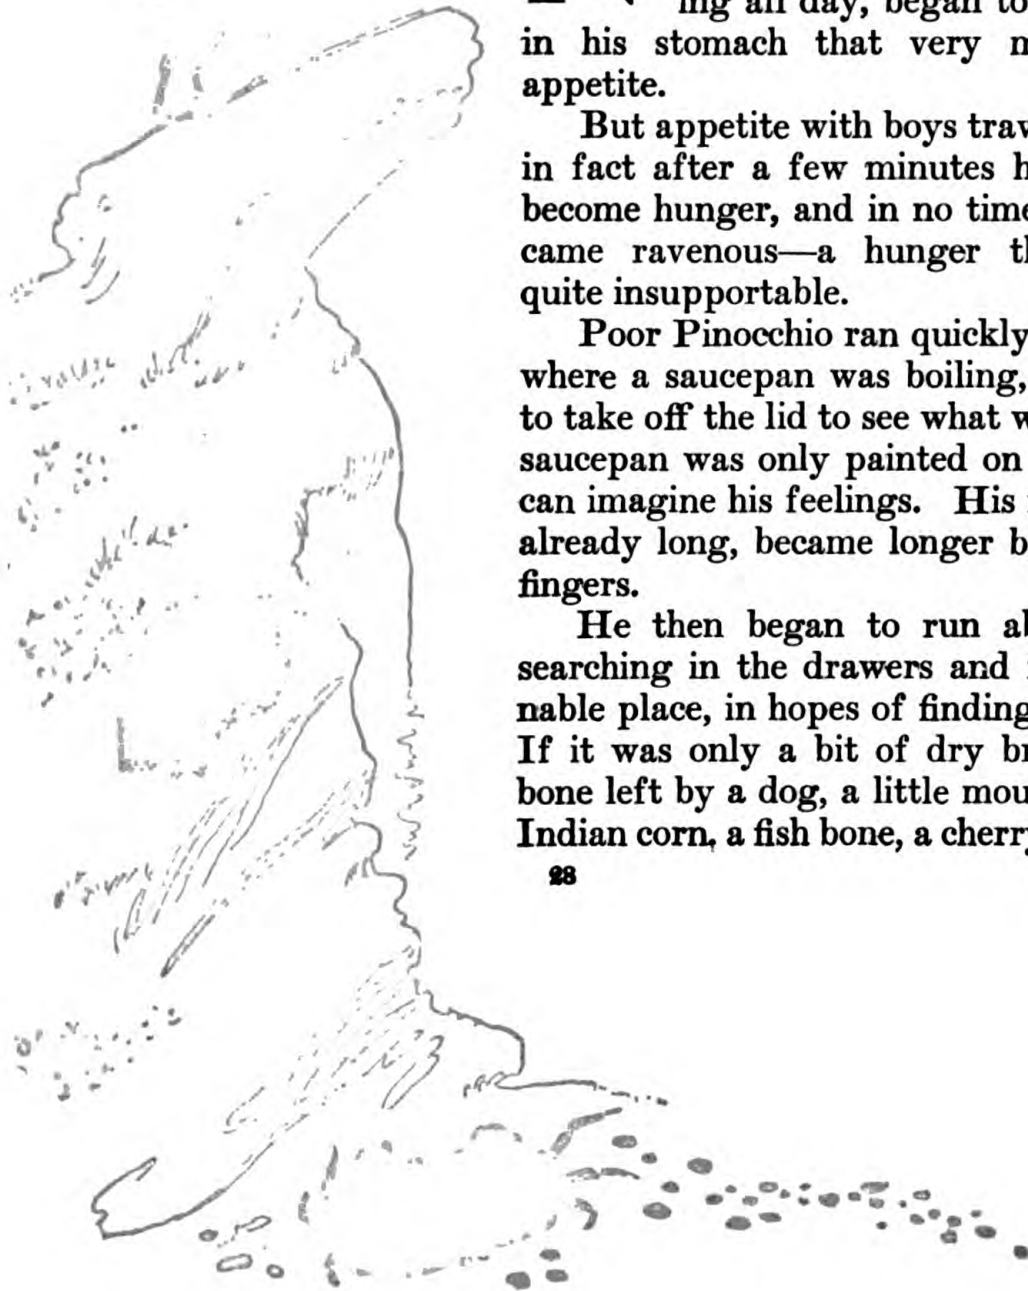 ing all day, began to
in his stomach that very m
appetite.
But appetite with boys trav
in fact after a few minutes h
become hunger, and in no time
came ravenous—a hunger th
quite insupportable.
Poor Pinocchio ran quickly
where a saucepan was boiling,
to take off the lid to see what w
saucepan was only painted on
can imagine his feelings. His
already long, became longer b
fingers.
He then began to run ab
searching in the drawers and
nable place, in hopes of finding
If it was only a bit of dry br
bone left by a dog, a little mou
Indian corn, a fish bone, a cherry
28